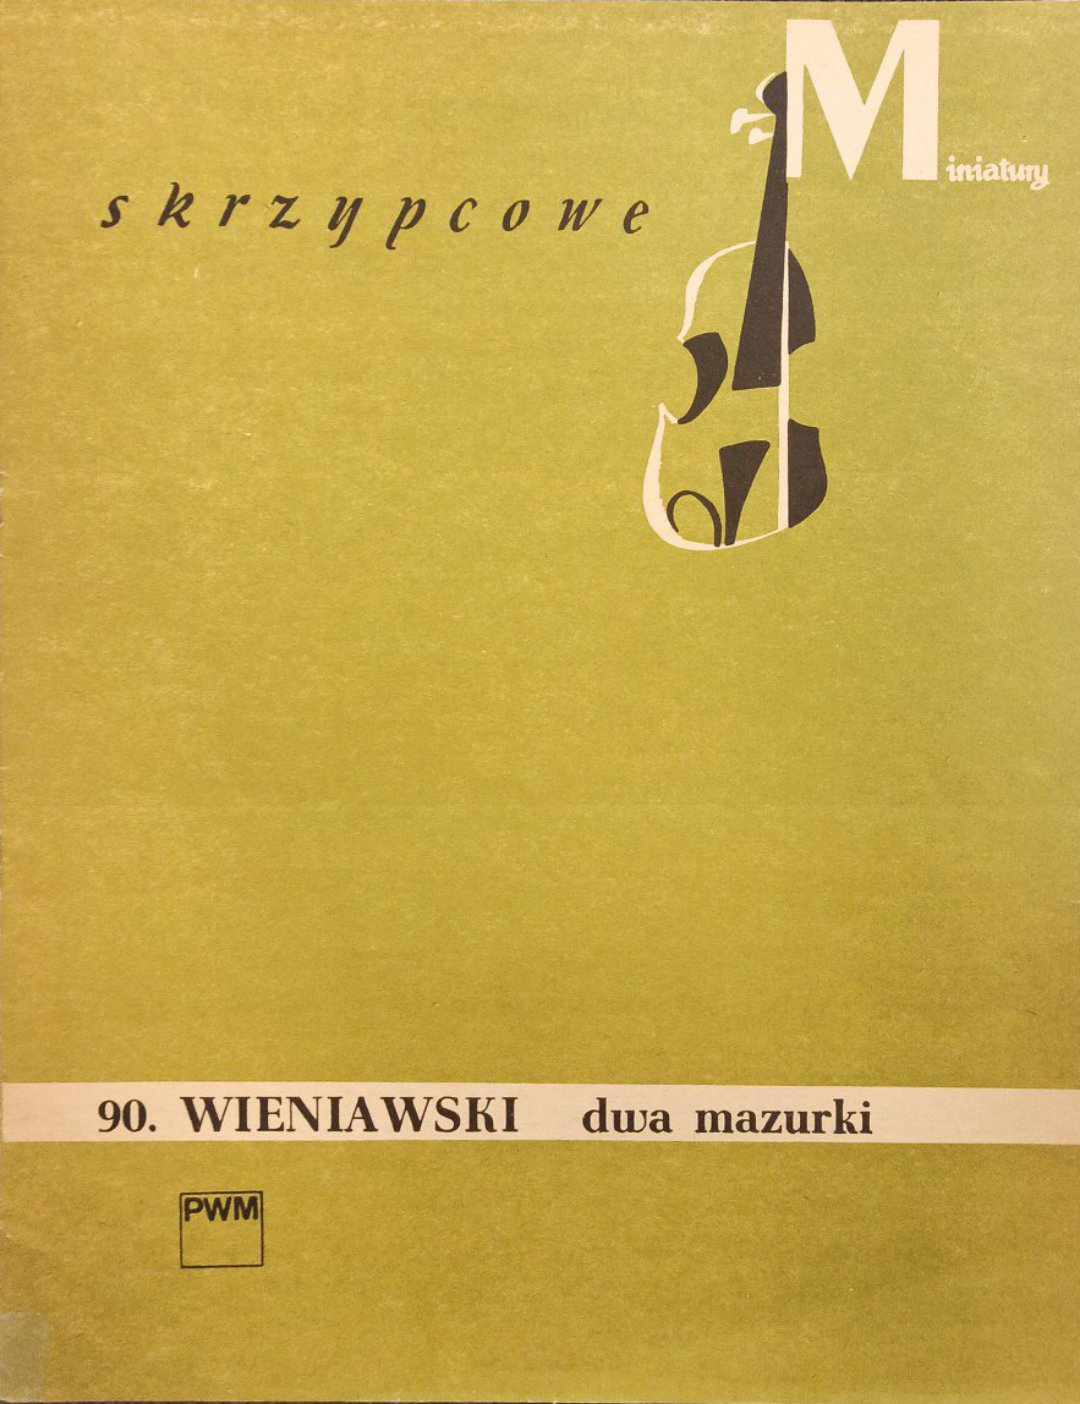 Miniatury
skrzypcowe
90. WIENIAWSKI dwa mazurki
PWM